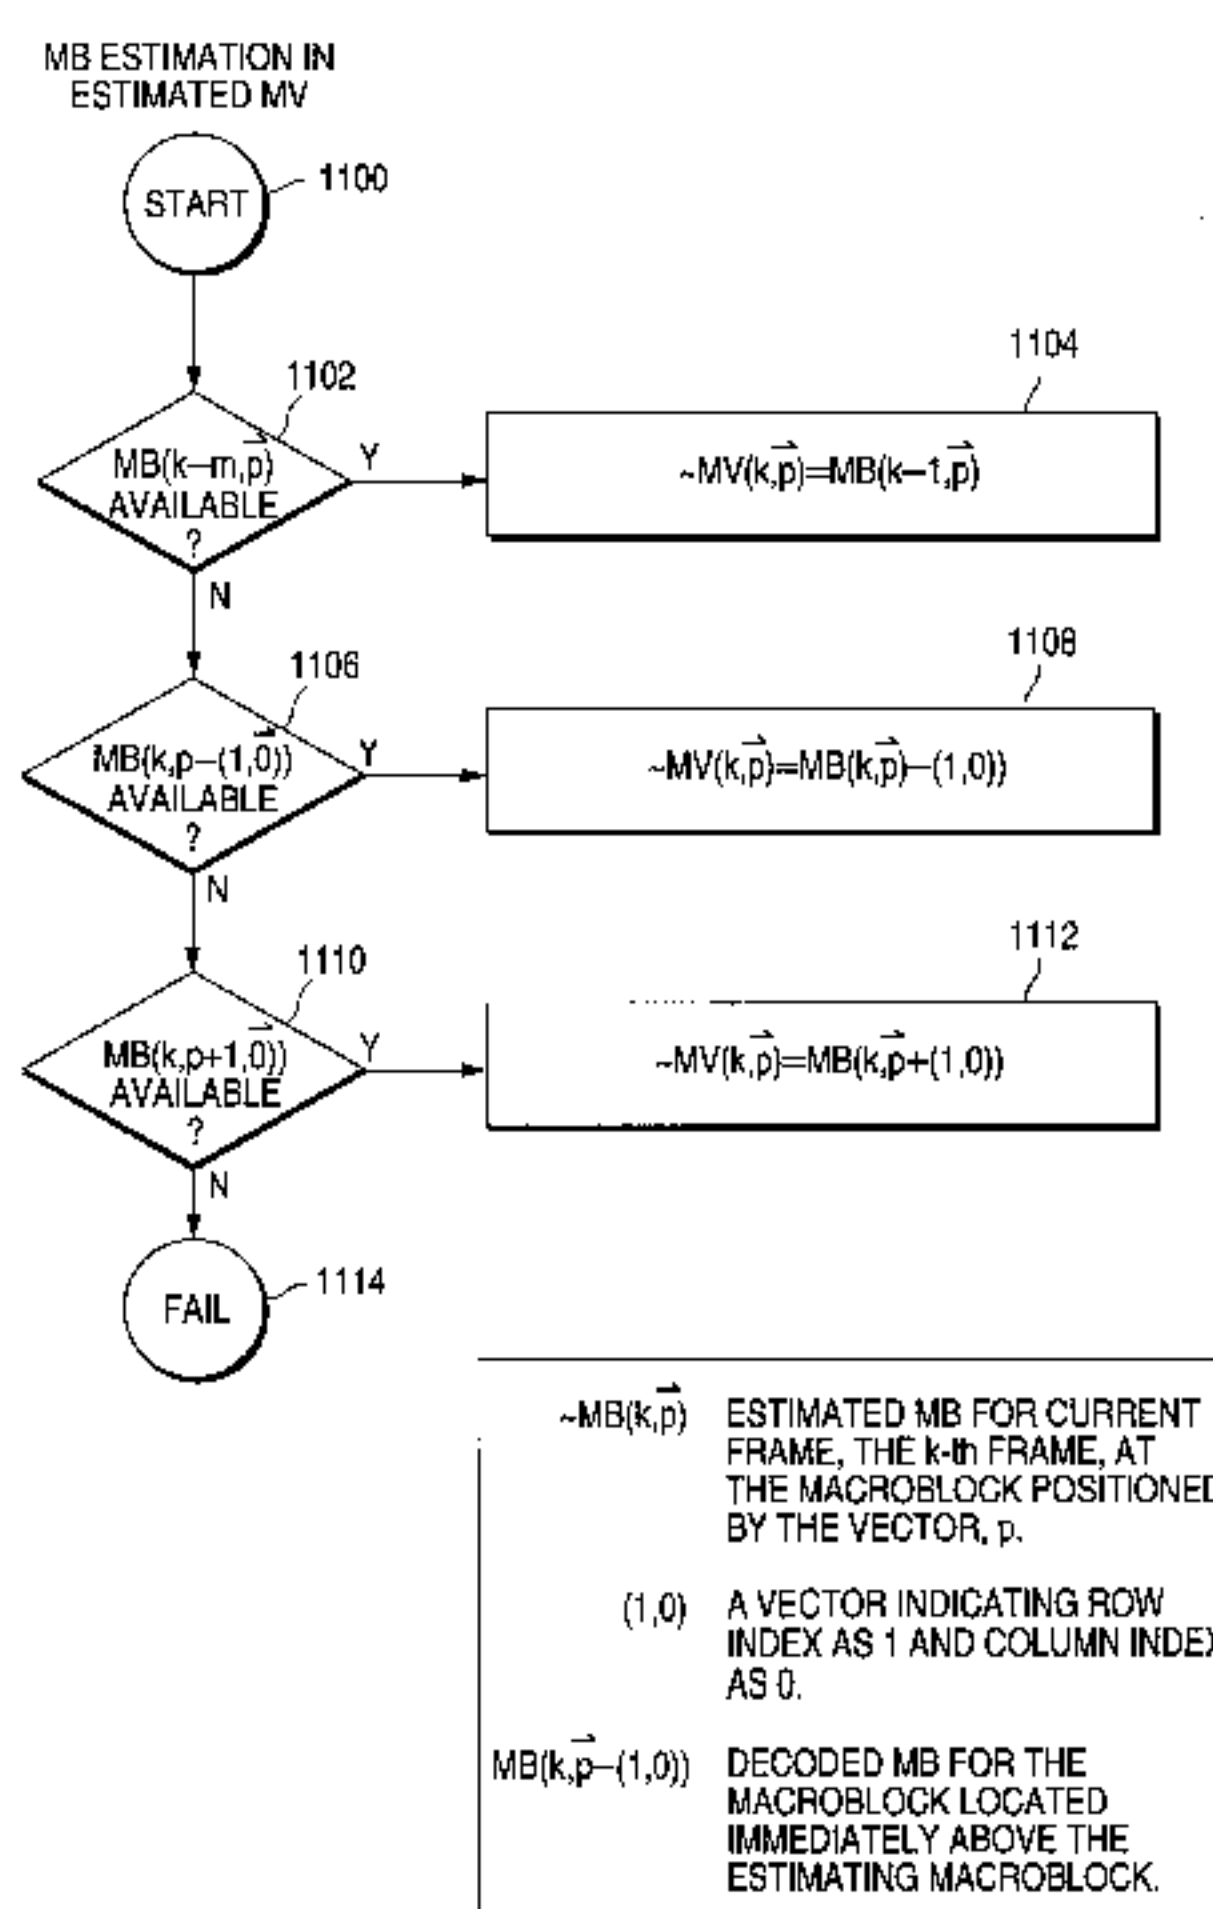 MB ESTIMATION IN
ESTIMATED MV
START
1100
1102
MB(k−m,p⃗)
AVAILABLE
?
Y
N
1104
~MV(k,p⃗)=MB(k−1,p⃗)
1106
MB(k,p−(1,0⃗))
AVAILABLE
?
Y
N
1108
~MV(k,p⃗)=MB(k,p⃗)−(1,0))
1110
MB(k,p+1,0⃗))
AVAILABLE
?
Y
N
1112
~MV(k,p⃗)=MB(k,p⃗+(1,0))
FAIL
1114
~MB(k,p⃗) ESTIMATED MB FOR CURRENT
FRAME, THE k-th FRAME, AT
THE MACROBLOCK POSITIONED
BY THE VECTOR, p.
(1,0) A VECTOR INDICATING ROW
INDEX AS 1 AND COLUMN INDEX
AS 0.
MB(k,p⃗−(1,0)) DECODED MB FOR THE
MACROBLOCK LOCATED
IMMEDIATELY ABOVE THE
ESTIMATING MACROBLOCK.